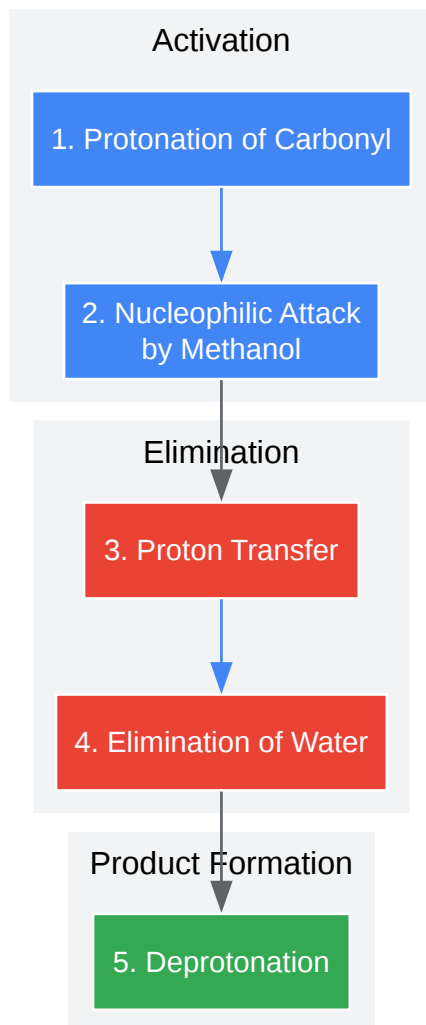 Activation
1. Protonation of Carbonyl
2. Nucleophilic Attack
by Methanol
Elimination
3. Proton Transfer
4. Elimination of Water
Product Formation
5. Deprotonation